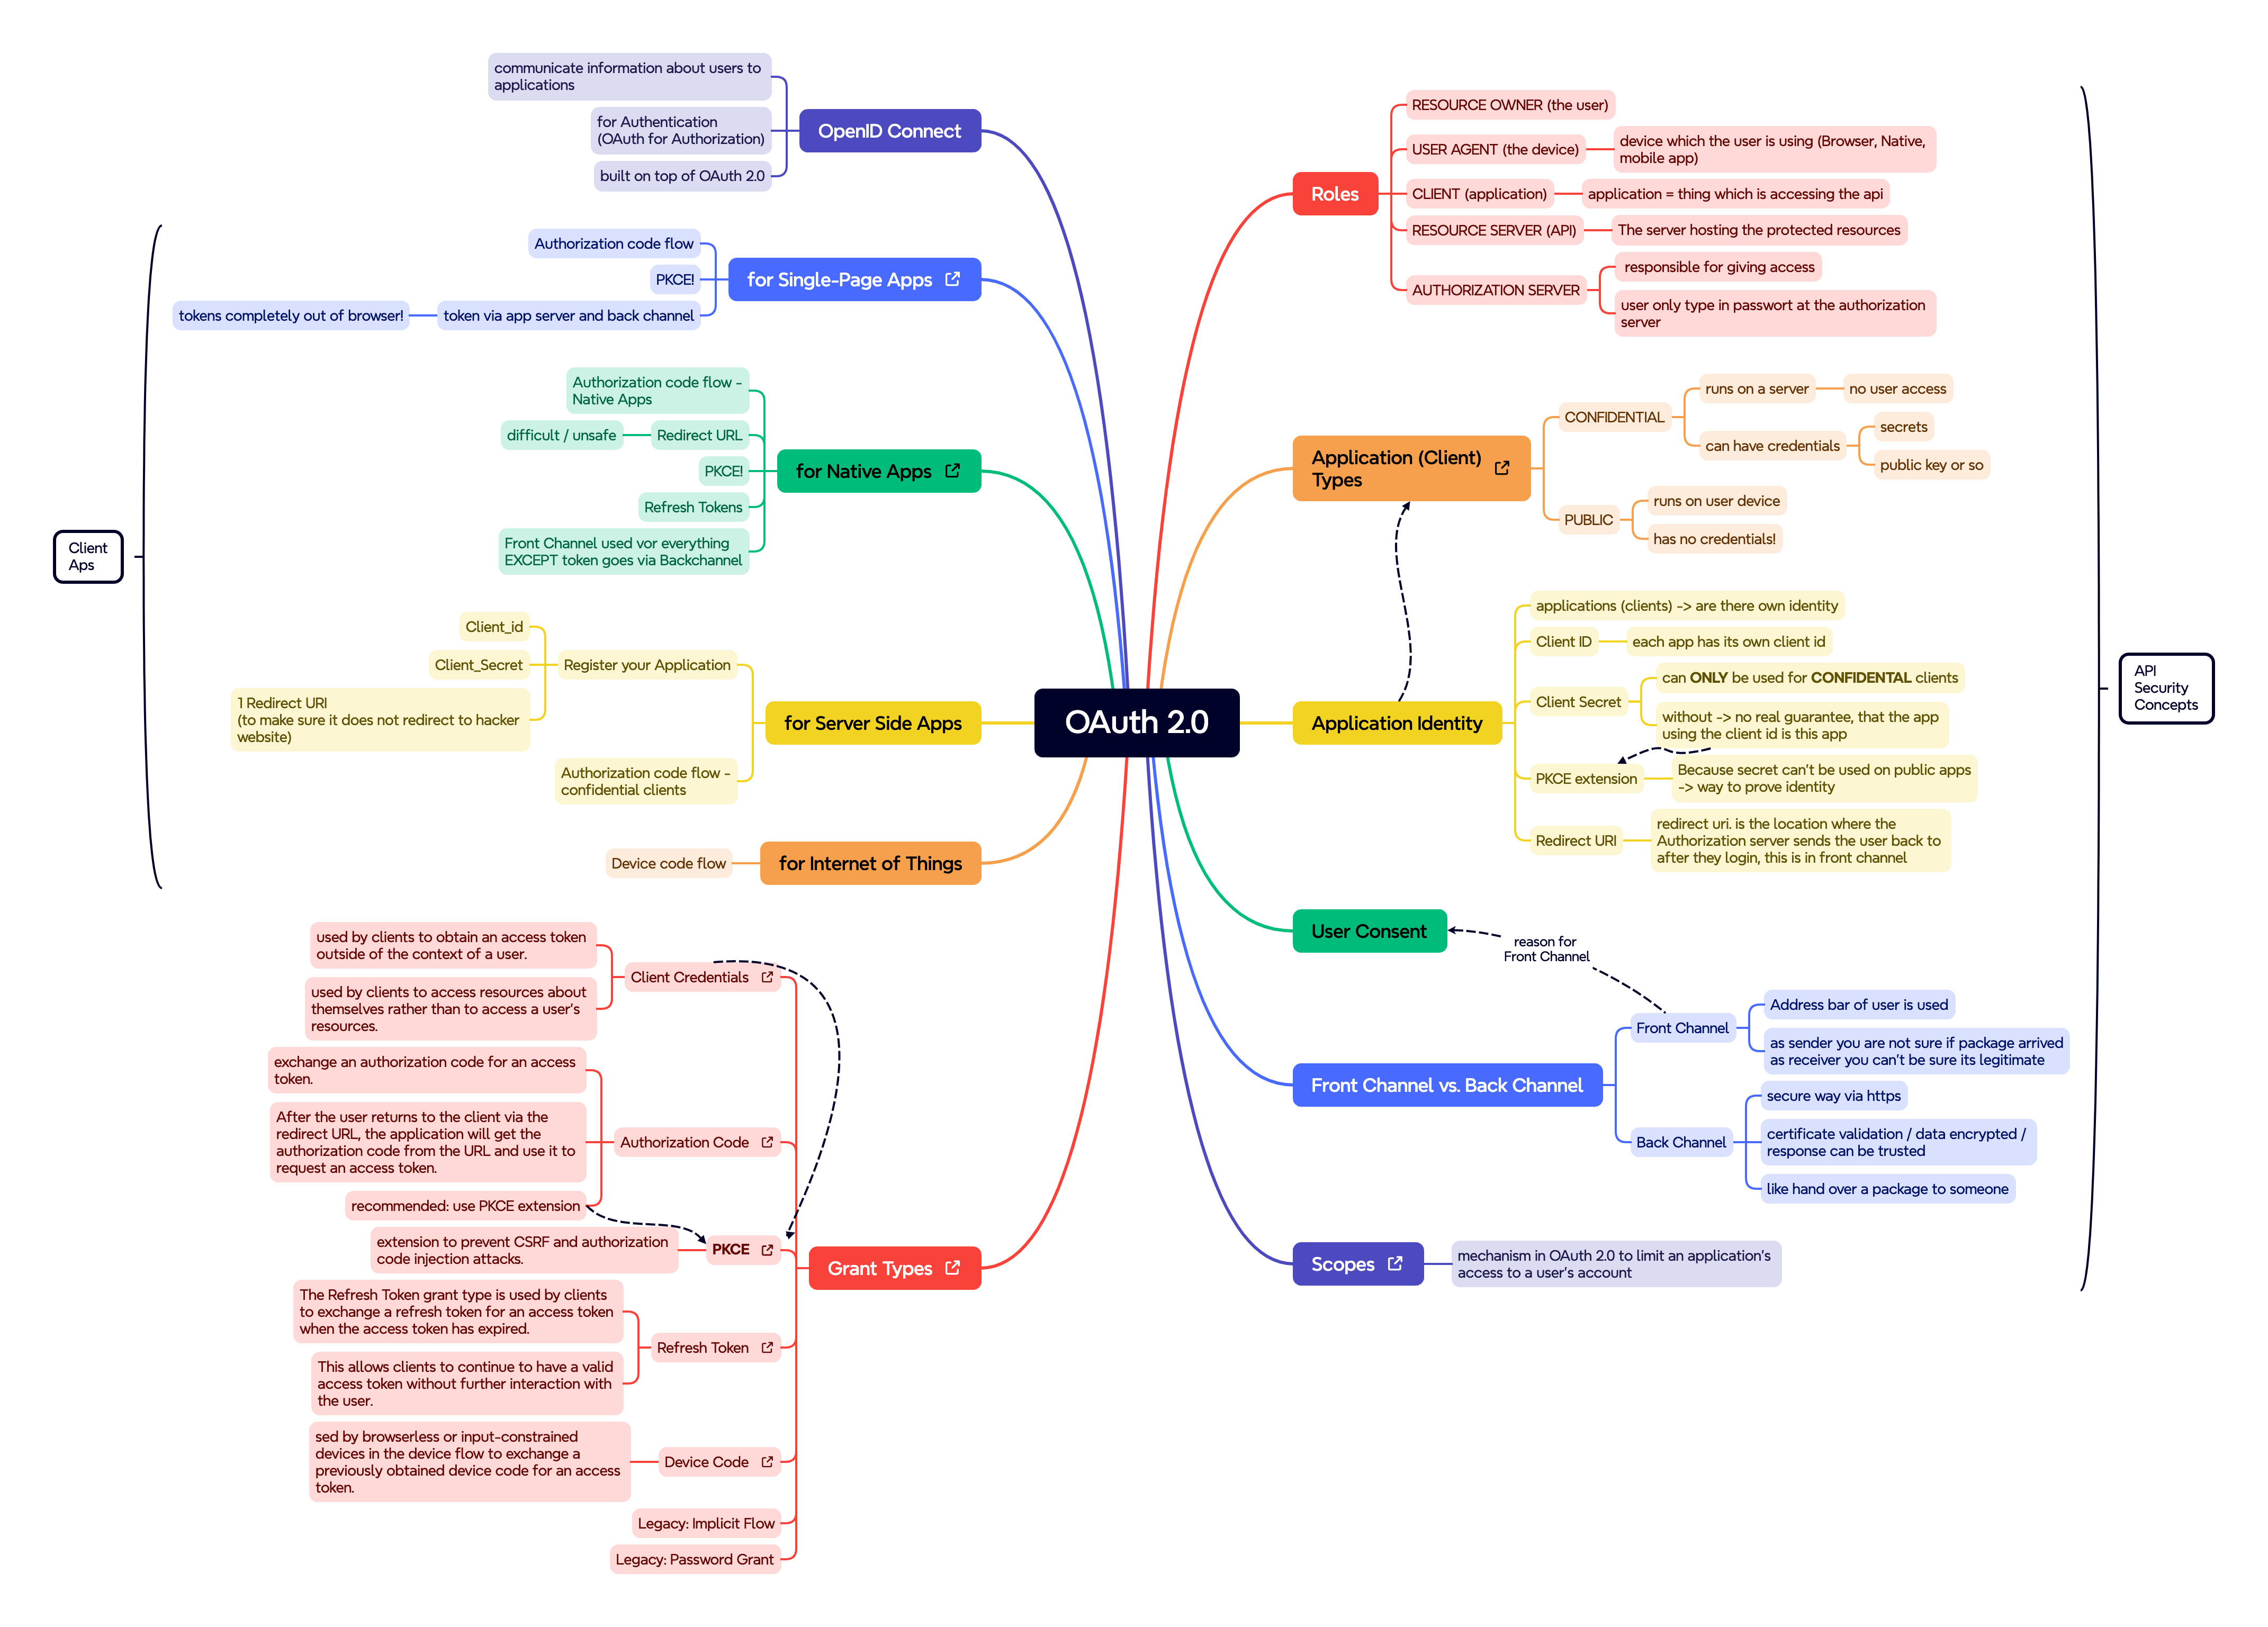 OAuth 2.0
OpenID Connect
communicate information about users to
applications
for Authentication
(OAuth for Authorization)
built on top of OAuth 2.0
for Single-Page Apps
Authorization code flow
PKCE!
token via app server and back channel
tokens completely out of browser!
for Native Apps
Authorization code flow -
Native Apps
Redirect URL
difficult / unsafe
PKCE!
Refresh Tokens
Front Channel used vor everything
EXCEPT token goes via Backchannel
Client
Aps
for Server Side Apps
Register your Application
Client_id
Client_Secret
1 Redirect URI
(to make sure it does not redirect to hacker
website)
Authorization code flow -
confidential clients
for Internet of Things
Device code flow
Grant Types
Client Credentials
used by clients to obtain an access token
outside of the context of a user.
used by clients to access resources about
themselves rather than to access a user's
resources.
Authorization Code
exchange an authorization code for an access
token.
After the user returns to the client via the
redirect URL, the application will get the
authorization code from the URL and use it to
request an access token.
recommended: use PKCE extension
PKCE
extension to prevent CSRF and authorization
code injection attacks.
Refresh Token
The Refresh Token grant type is used by clients
to exchange a refresh token for an access token
when the access token has expired.
This allows clients to continue to have a valid
access token without further interaction with
the user.
Device Code
sed by browserless or input-constrained
devices in the device flow to exchange a
previously obtained device code for an access
token.
Legacy: Implicit Flow
Legacy: Password Grant
Roles
RESOURCE OWNER (the user)
USER AGENT (the device)
device which the user is using (Browser, Native,
mobile app)
CLIENT (application)
application = thing which is accessing the api
RESOURCE SERVER (API)
The server hosting the protected resources
AUTHORIZATION SERVER
responsible for giving access
user only type in passwort at the authorization
server
Application (Client)
Types
CONFIDENTIAL
runs on a server
no user access
can have credentials
secrets
public key or so
PUBLIC
runs on user device
has no credentials!
Application Identity
applications (clients) -> are there own identity
Client ID
each app has its own client id
Client Secret
can ONLY be used for CONFIDENTAL clients
without -> no real guarantee, that the app
using the client id is this app
PKCE extension
Because secret can't be used on public apps
-> way to prove identity
Redirect URI
redirect uri. is the location where the
Authorization server sends the user back to
after they login, this is in front channel
API
Security
Concepts
User Consent
reason for
Front Channel
Front Channel vs. Back Channel
Front Channel
Address bar of user is used
as sender you are not sure if package arrived
as receiver you can't be sure its legitimate
Back Channel
secure way via https
certificate validation / data encrypted /
response can be trusted
like hand over a package to someone
Scopes
mechanism in OAuth 2.0 to limit an application's
access to a user's account